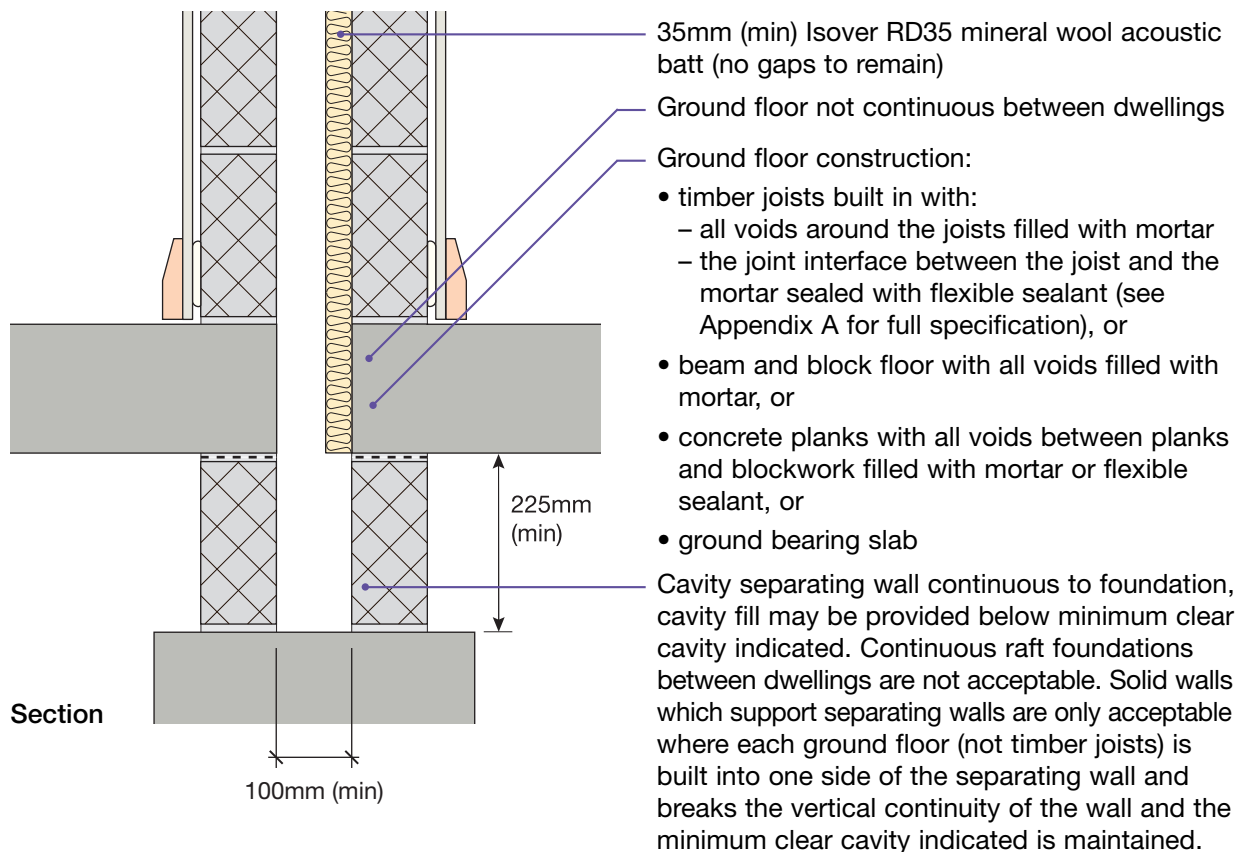 35mm (min) Isover RD35 mineral wool acoustic
batt (no gaps to remain)
Ground floor not continuous between dwellings
Ground floor construction:
• timber joists built in with:
– all voids around the joists filled with mortar
– the joint interface between the joist and the
mortar sealed with flexible sealant (see
Appendix A for full specification), or
• beam and block floor with all voids filled with
mortar, or
• concrete planks with all voids between planks
and blockwork filled with mortar or flexible
sealant, or
• ground bearing slab
Cavity separating wall continuous to foundation,
cavity fill may be provided below minimum clear
cavity indicated. Continuous raft foundations
between dwellings are not acceptable. Solid walls
which support separating walls are only acceptable
where each ground floor (not timber joists) is
built into one side of the separating wall and
breaks the vertical continuity of the wall and the
minimum clear cavity indicated is maintained.
225mm
(min)
Section
100mm (min)